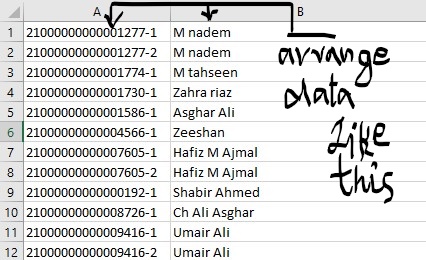 A B
1 21000000000001277-1 M nadem
2 21000000000001277-2 M nadem
3 21000000000001774-1 M tahseen
4 21000000000001730-1 Zahra riaz
5 21000000000001586-1 Asghar Ali
6 21000000000004566-1 Zeeshan
7 21000000000007605-1 Hafiz M Ajmal
8 21000000000007605-2 Hafiz M Ajmal
9 21000000000000192-1 Shabir Ahmed
10 21000000000008726-1 Ch Ali Asghar
11 21000000000009416-1 Umair Ali
12 21000000000009416-2 Umair Ali
arrange
data
like
this